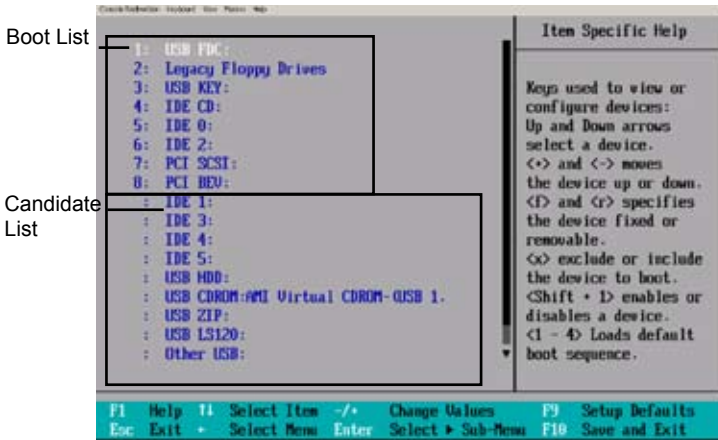 Console Redirection Keyboard View Macros Help
Boot List
Candidate List
1: USB FDC:
2: Legacy Floppy Drives
3: USB KEY:
4: IDE CD:
5: IDE 0:
6: IDE 2:
7: PCI SCSI:
8: PCI BEV:
: IDE 1:
: IDE 3:
: IDE 4:
: IDE 5:
: USB HDD:
: USB CDROM:AMI Virtual CDROM-(USB 1.
: USB ZIP:
: USB LS120:
: Other USB:
Item Specific Help
Keys used to view or
configure devices:
Up and Down arrows
select a device.
<+> and <-> moves
the device up or down.
<f> and <r> specifies
the device fixed or
removable.
<x> exclude or include
the device to boot.
<Shift + 1> enables or
disables a device.
<1 - 4> Loads default
boot sequence.
F1 Help ↑↓ Select Item -/+ Change Values F9 Setup Defaults
Esc Exit ← Select Menu Enter Select ▶ Sub-Menu F10 Save and Exit